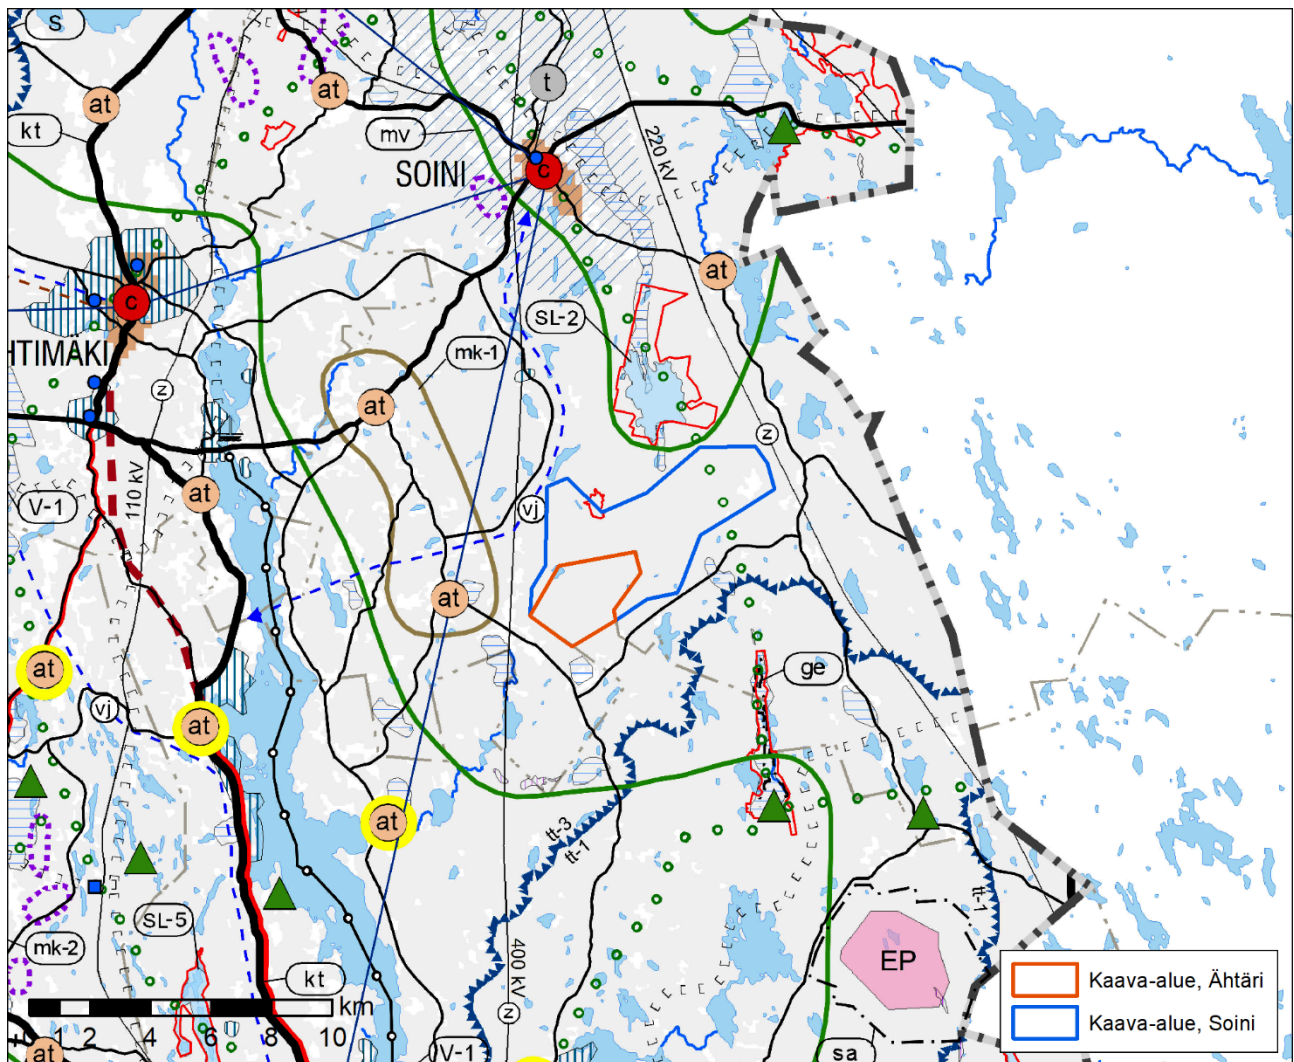 s
at
at
t
kt
mv
220 kV
SOINI
c
at
c
SL-2
HTIMÄKI
mk-1
z
at
z
110 kV
at
V-1
vj
at
at
ge
vj
at
at
tt-3
tt-1
tt-1
SL-5
mk-2
400 kV
EP
kt
km
2 4 6 8 10
z
at
V-1
sa
Kaava-alue, Ähtäri
Kaava-alue, Soini